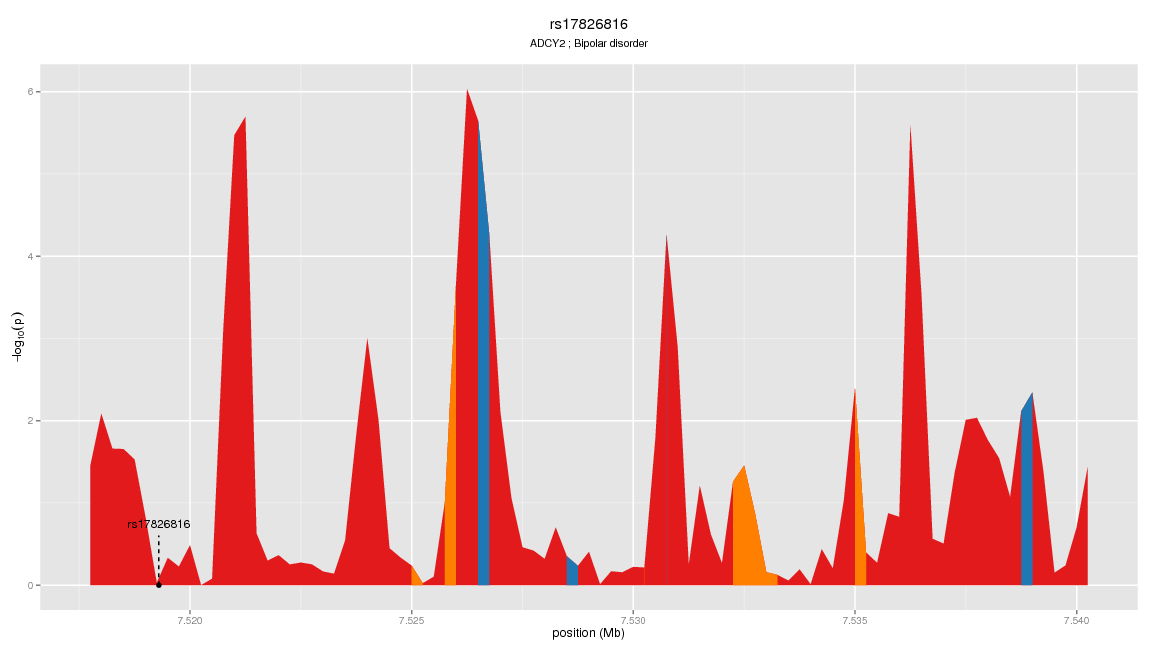 rs17826816
ADCY2 ; Bipolar disorder
−log10(p)
6
4
2
0
rs17826816
7.520
7.525
7.530
7.535
7.540
position (Mb)